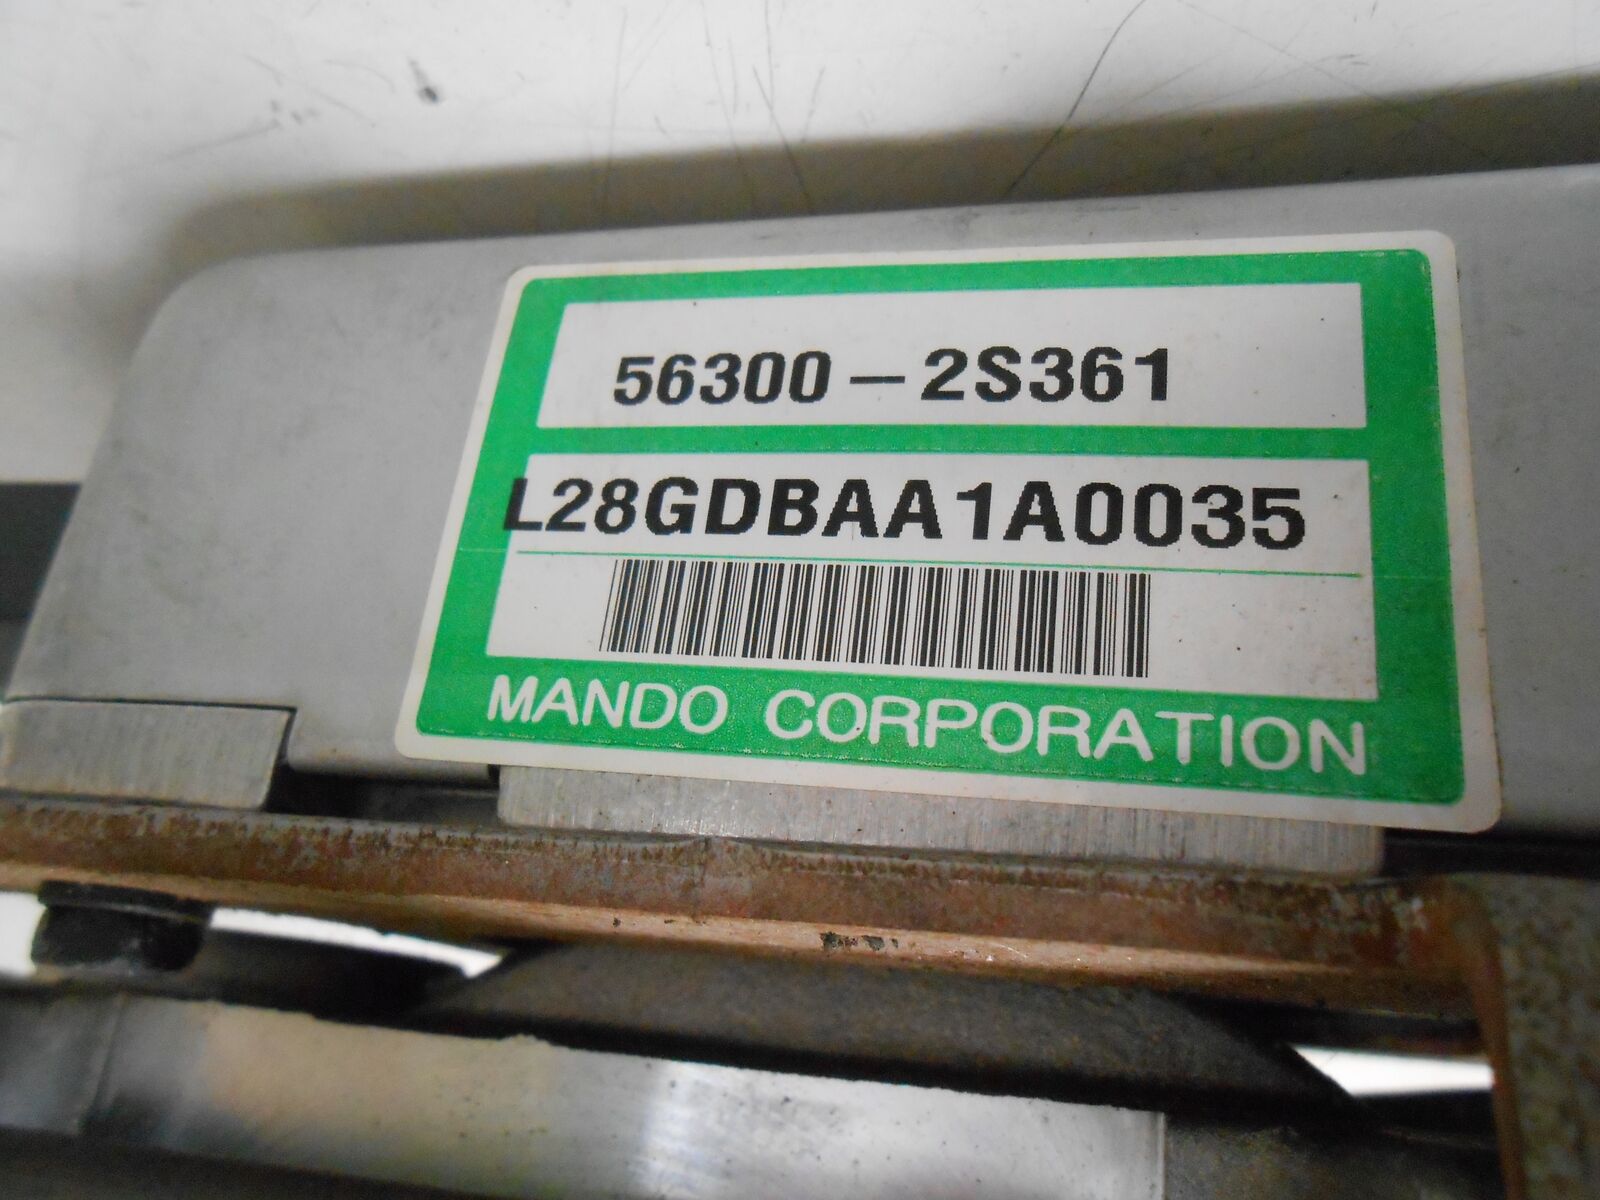 56300-2S361
L28GDBAA1A0035
MANDO CORPORATION